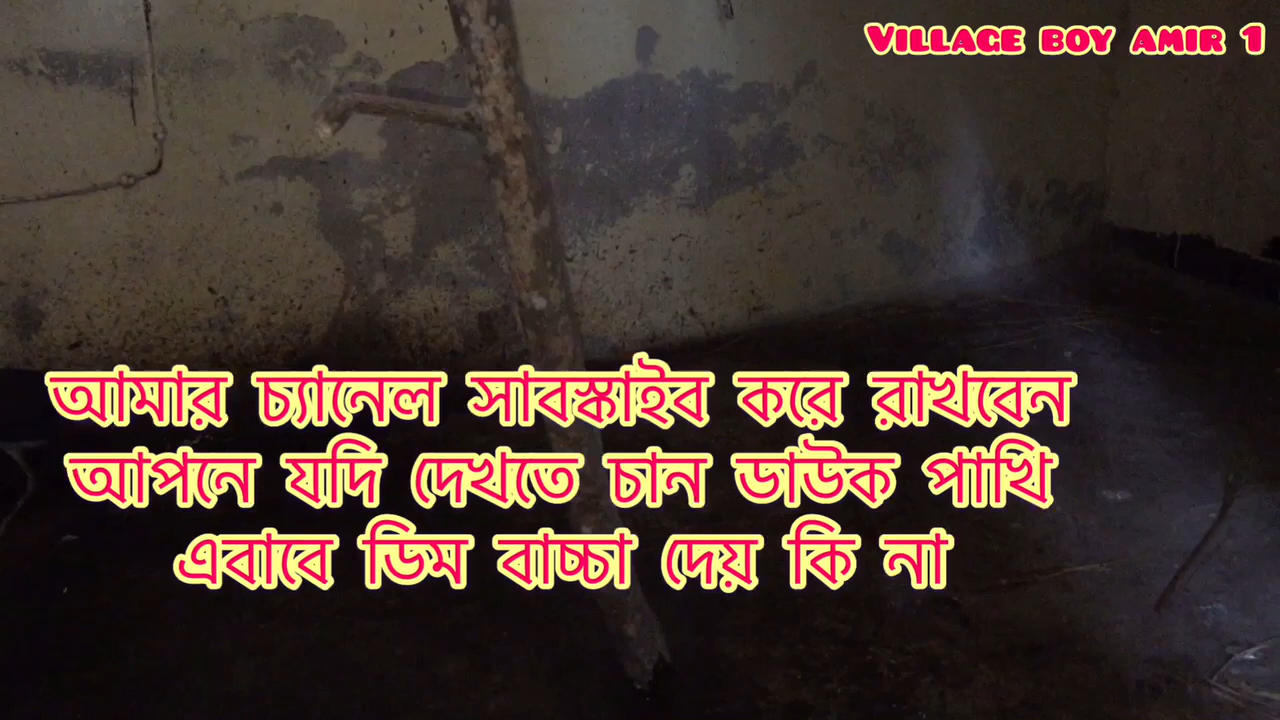 VILLAGE BOY AMIR 1
আমার চ্যানেল সাবস্কাইব করে রাখবেন
আপনে যদি দেখতে চান ডাউক পাখি
এবাবে ডিম বাচ্চা দেয় কি না